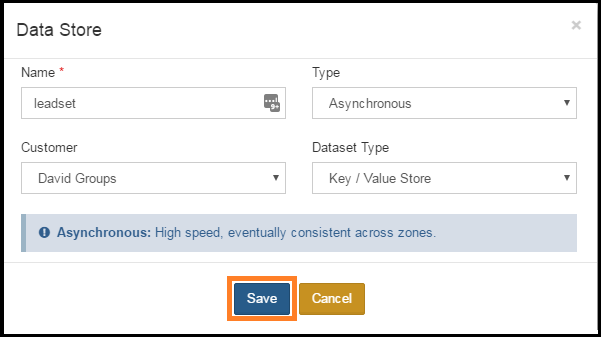 Data Store
×
Name *
Type
leadset
9+
Asynchronous
Customer
Dataset Type
David Groups
Key / Value Store
Asynchronous: High speed, eventually consistent across zones.
Save
Cancel